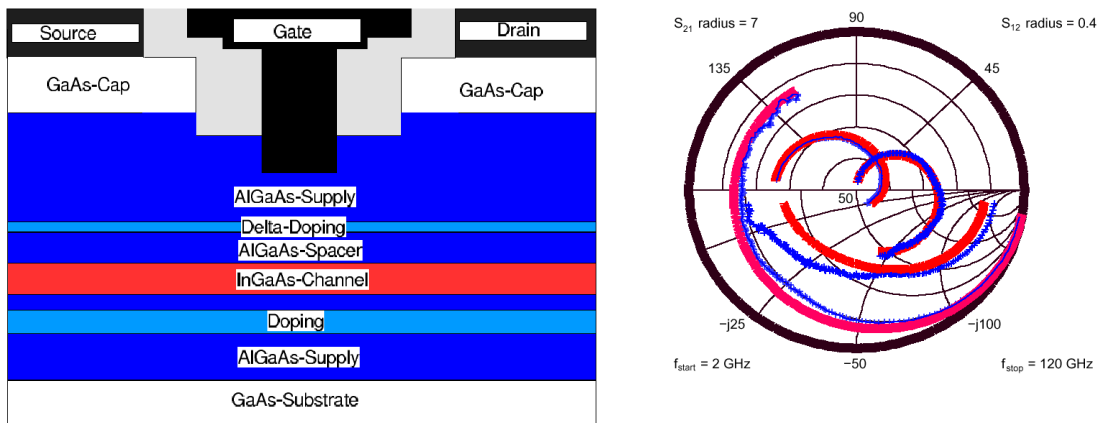 Source
Gate
Drain
GaAs-Cap
GaAs-Cap
AlGaAs-Supply
Delta-Doping
AlGaAs-Spacer
InGaAs-Channel
Doping
AlGaAs-Supply
GaAs-Substrate
S21 radius = 7
90
S12 radius = 0.4
135
45
50
−j25
−j100
fstart = 2 GHz
−50
fstop = 120 GHz